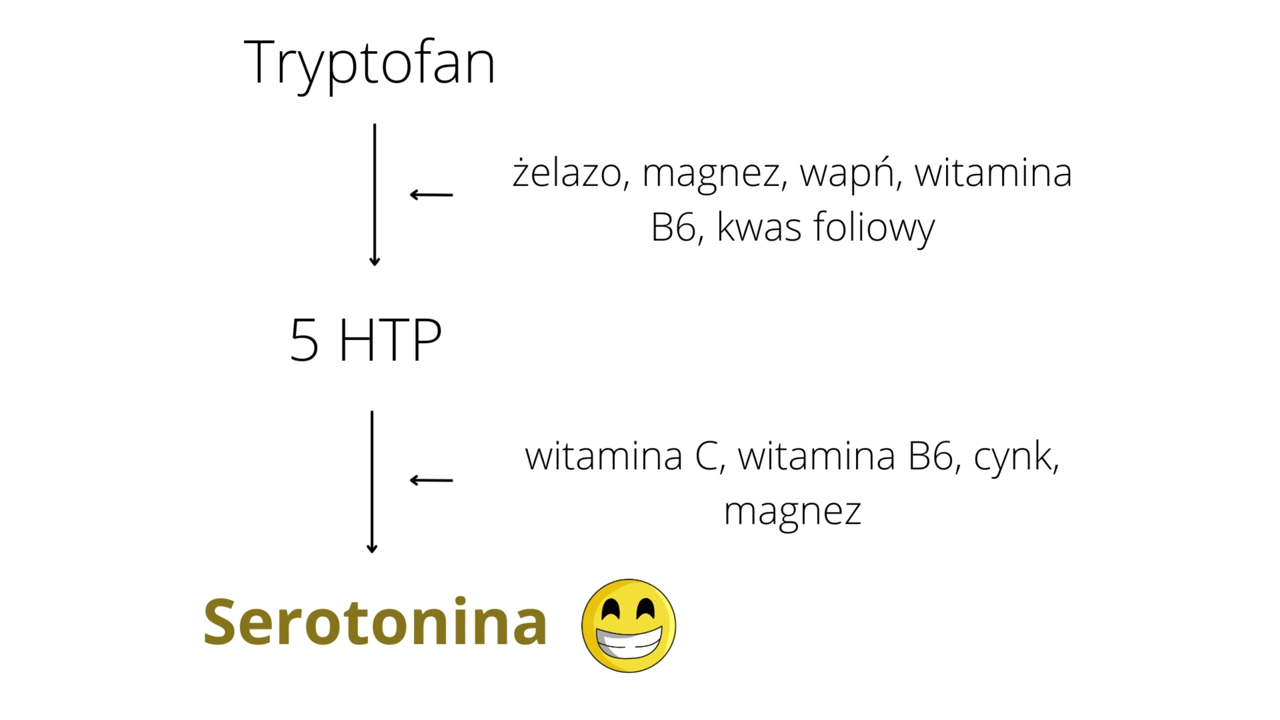 Tryptofan
żelazo, magnez, wapń, witamina
B6, kwas foliowy
5 HTP
witamina C, witamina B6, cynk,
magnez
Serotonina